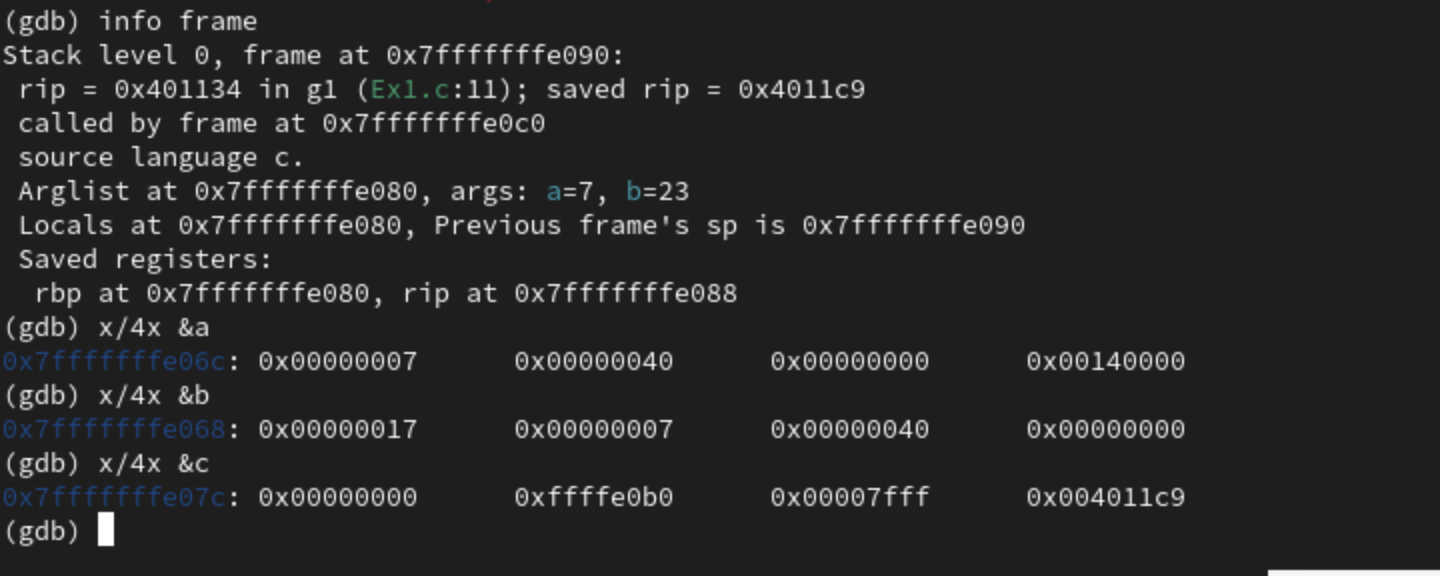 (gdb) info frame
Stack level 0, frame at 0x7fffffffe090:
 rip = 0x401134 in g1 (Ex1.c:11); saved rip = 0x4011c9
 called by frame at 0x7fffffffe0c0
 source language c.
 Arglist at 0x7fffffffe080, args: a=7, b=23
 Locals at 0x7fffffffe080, Previous frame's sp is 0x7fffffffe090
 Saved registers:
  rbp at 0x7fffffffe080, rip at 0x7fffffffe088
(gdb) x/4x &a
0x7fffffffe06c: 0x00000007 0x00000040 0x00000000 0x00140000
(gdb) x/4x &b
0x7fffffffe068: 0x00000017 0x00000007 0x00000040 0x00000000
(gdb) x/4x &c
0x7fffffffe07c: 0x00000000 0xffffe0b0 0x00007fff 0x004011c9
(gdb)